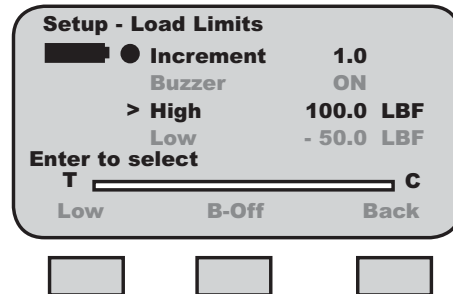 Setup - Load Limits
Increment 1.0
Buzzer ON
> High 100.0 LBF
Low - 50.0 LBF
Enter to select
T C
Low B-Off Back